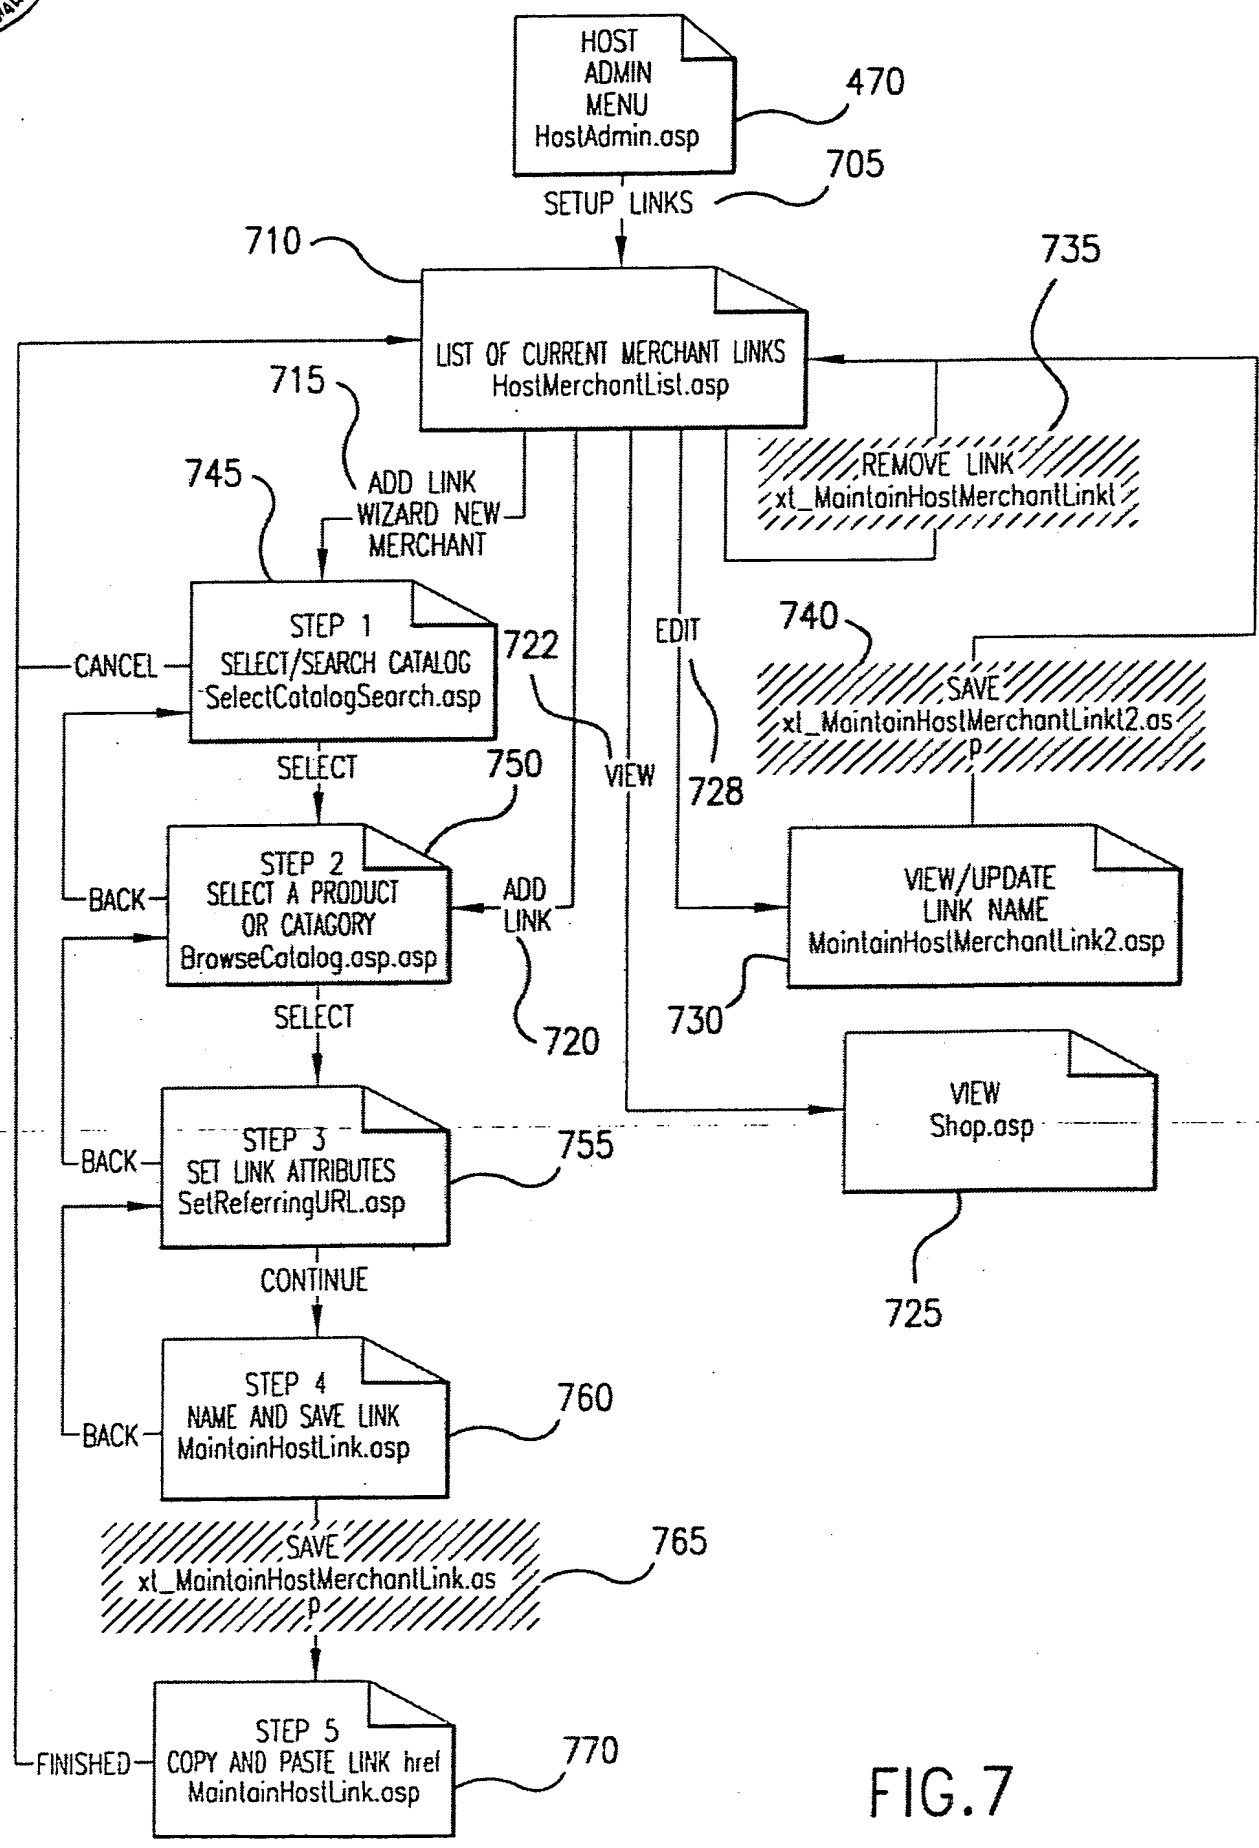 HOST
ADMIN
MENU
HostAdmin.asp
470
SETUP LINKS
705
710
735
LIST OF CURRENT MERCHANT LINKS
HostMerchantList.asp
715
745
ADD LINK
WIZARD NEW
MERCHANT
REMOVE LINK
xt_MaintainHostMerchantLinkt
STEP 1
SELECT/SEARCH CATALOG
SelectCatalogSearch.asp
CANCEL
722
EDIT
740
SAVE
xt_MaintainHostMerchantLinkt2.as
p
SELECT
750
VIEW
728
STEP 2
SELECT A PRODUCT
OR CATAGORY
BrowseCatalog.asp.asp
BACK
ADD
LINK
VIEW/UPDATE
LINK NAME
MaintainHostMerchantLink2.asp
730
SELECT
720
VIEW
Shop.asp
725
STEP 3
SET LINK ATTRIBUTES
SetReferringURL.asp
BACK
755
CONTINUE
STEP 4
NAME AND SAVE LINK
MaintainHostLink.asp
BACK
760
SAVE
xt_MaintainHostMerchantLink.as
p
765
STEP 5
COPY AND PASTE LINK href
MaintainHostLink.asp
FINISHED
770
FIG.7